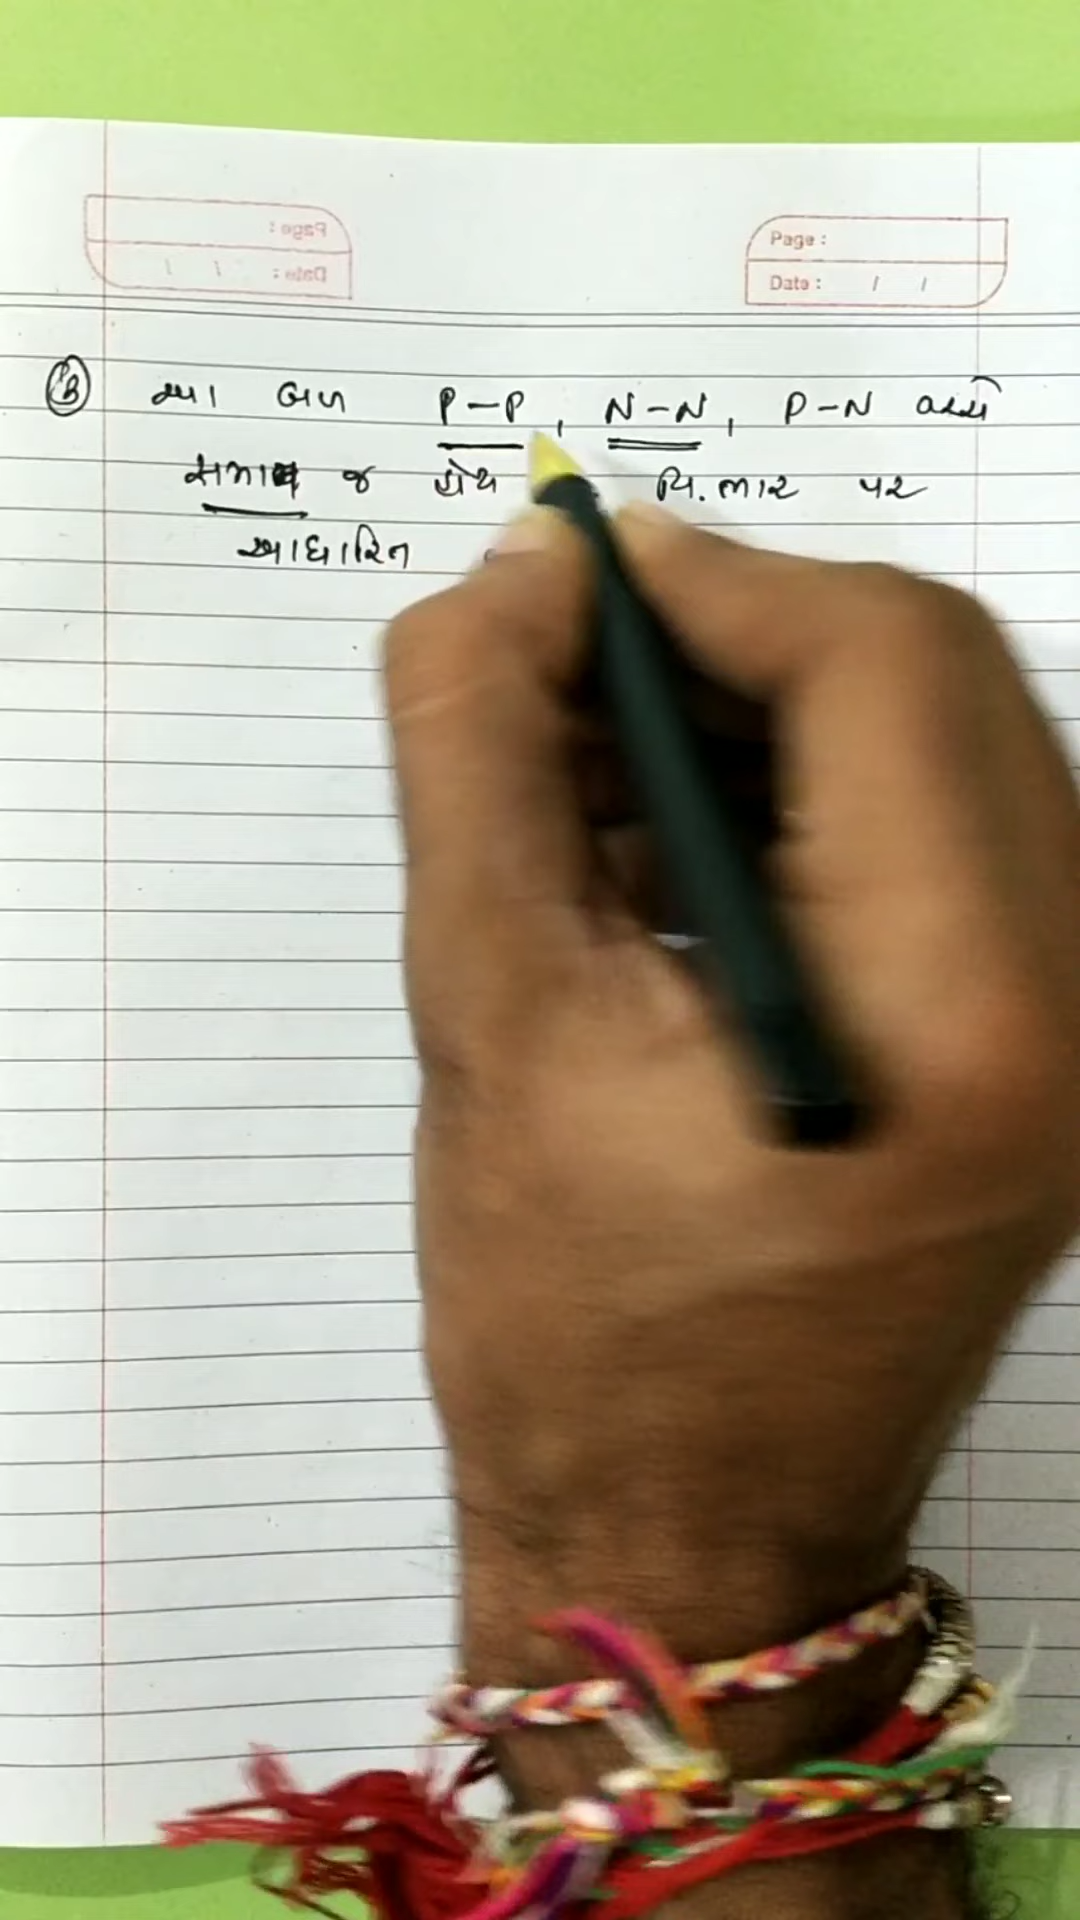 Page :
Date : / /
આ બળ P-P, N-N, P-N વચ્ચે
સમાન જ હોય વિ.ભાર પર
આધારિત